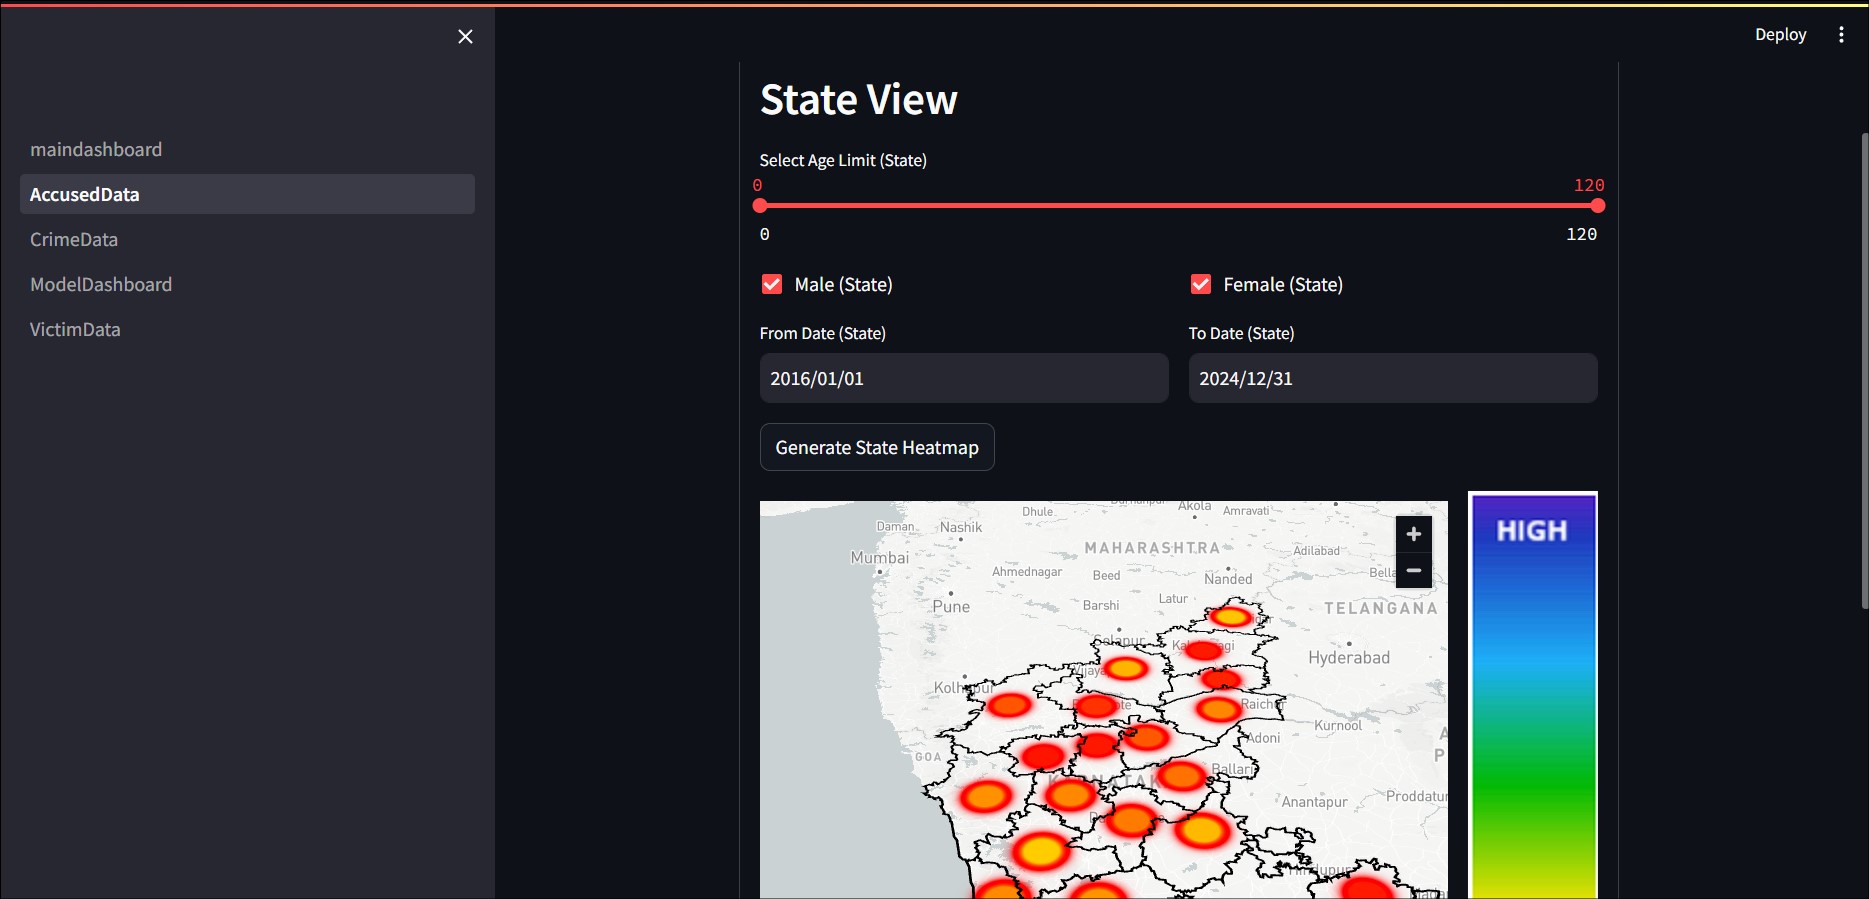 Deploy
maindashboard
AccusedData
CrimeData
ModelDashboard
VictimData
State View
Select Age Limit (State)
0 120
0 120
Male (State) Female (State)
From Date (State) To Date (State)
2016/01/01 2024/12/31
Generate State Heatmap
HIGH
Dhule Akola Amravati
Daman Nashik
MAHARASHTRA Adilabad
Mumbai
Ahmednagar Beed Nanded
Pune Barshi Latur TELANGANA
Solapur
Hyderabad
Kolhapur
Raichur Kurnool
GOA Adoni
Ballari
Anantapur
Hindupur